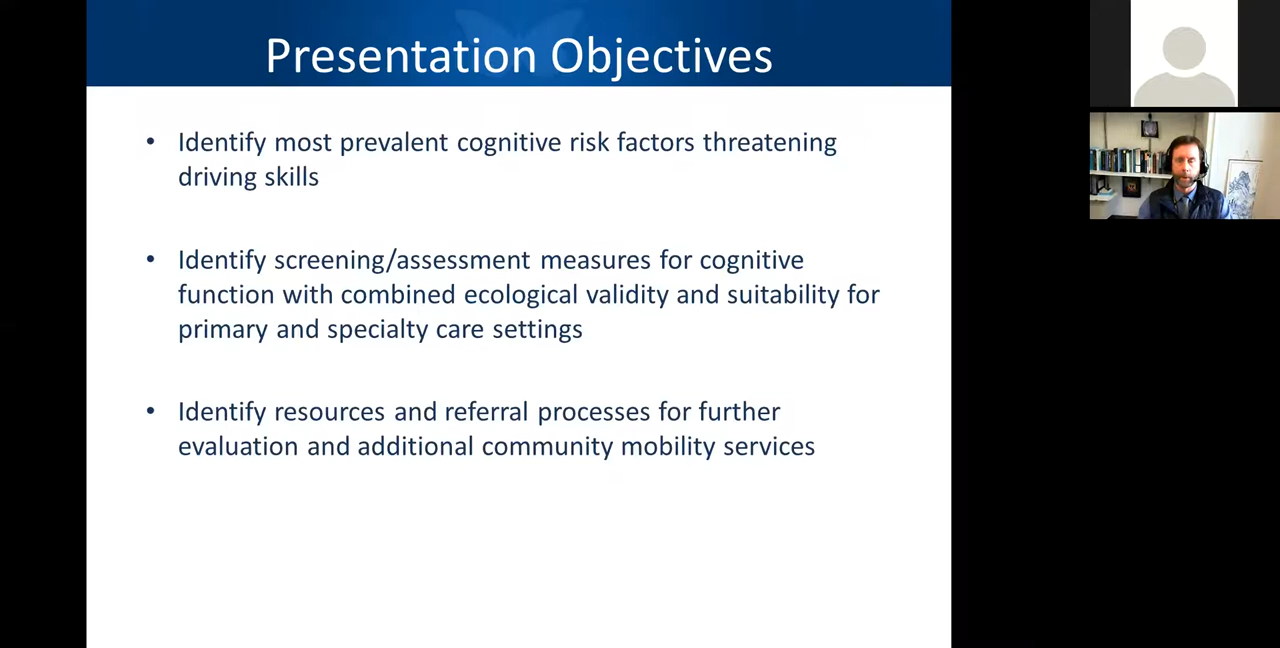 Presentation Objectives
• Identify most prevalent cognitive risk factors threatening
driving skills
• Identify screening/assessment measures for cognitive
function with combined ecological validity and suitability for
primary and specialty care settings
• Identify resources and referral processes for further
evaluation and additional community mobility services